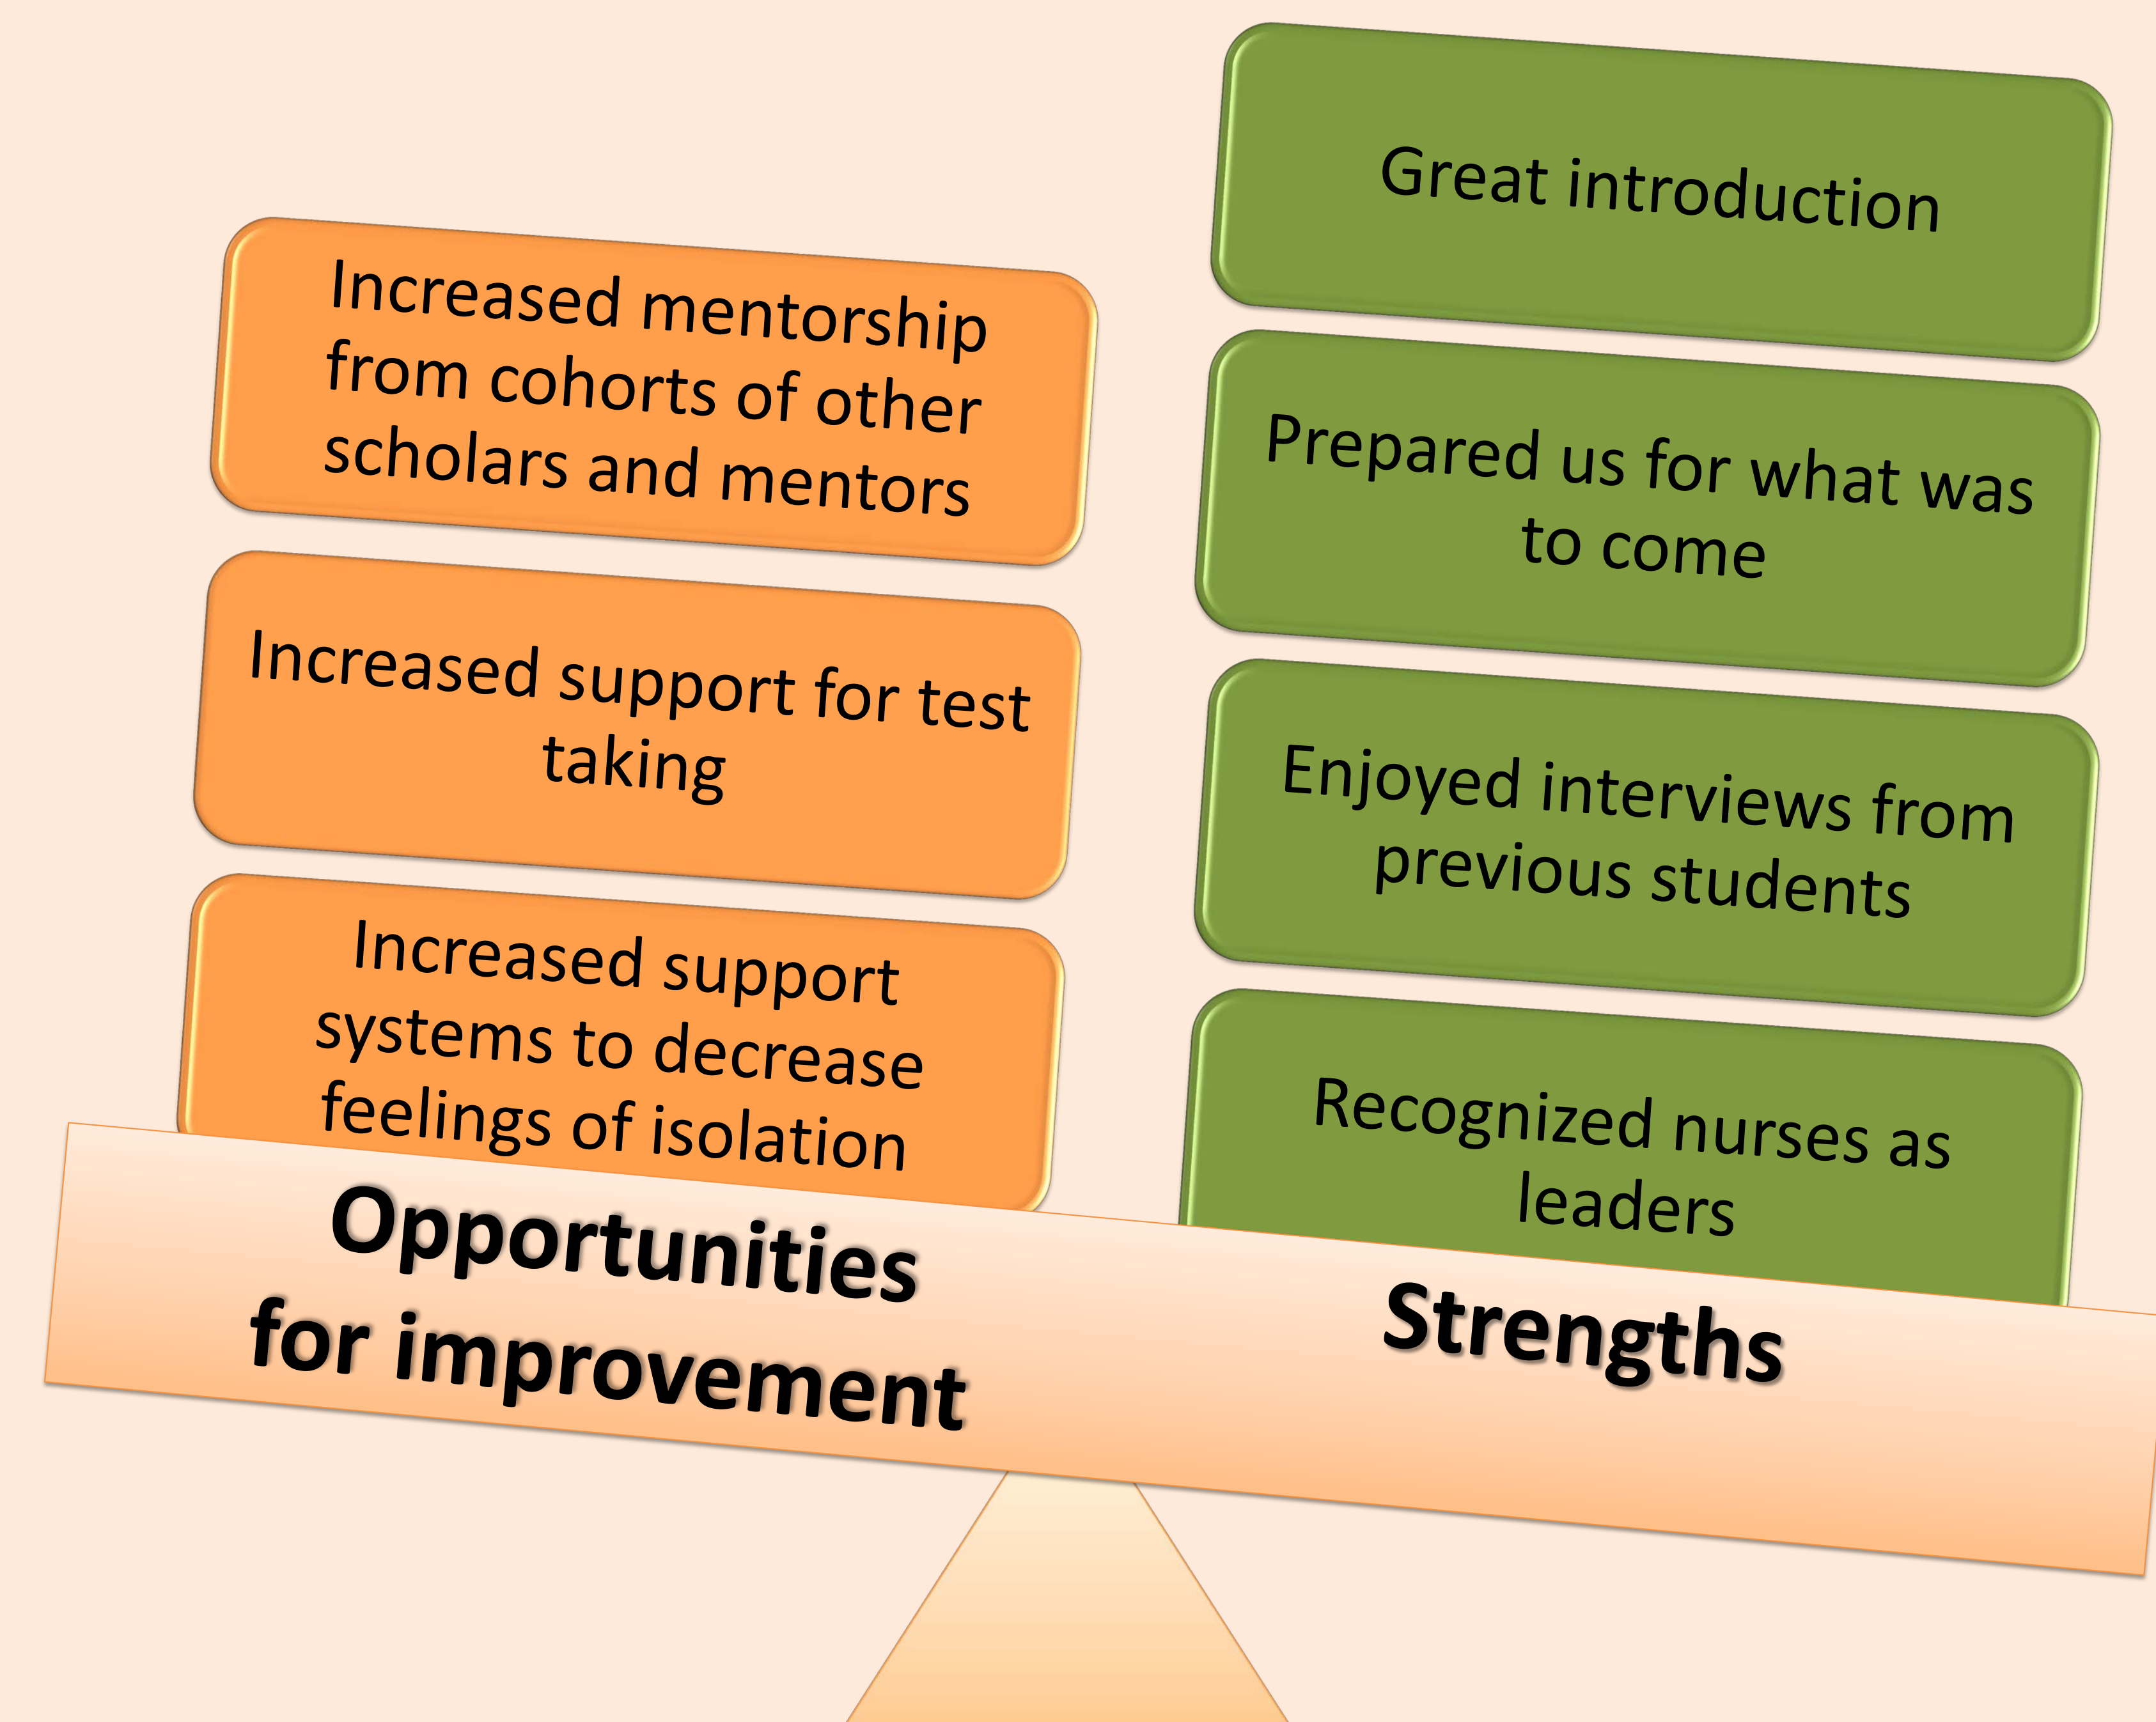 Increased mentorship
from cohorts of other
scholars and mentors
Increased support for test
taking
Increased support
systems to decrease
feelings of isolation
Opportunities
for improvement
Great introduction
Prepared us for what was
to come
Enjoyed interviews from
previous students
Recognized nurses as
leaders
Strengths